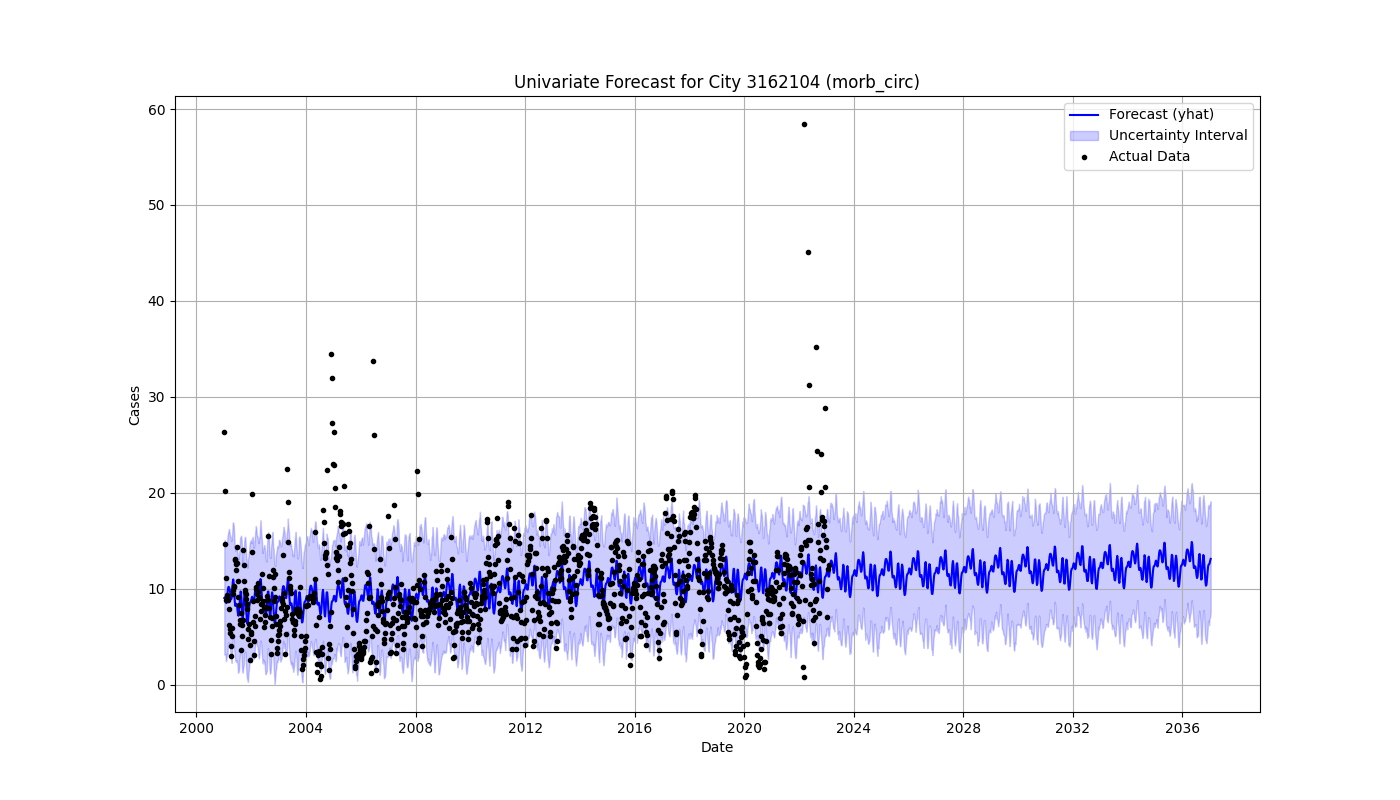 Univariate Forecast for City 3162104 (morb_circ)
Forecast (yhat)
Uncertainty Interval
Actual Data
Cases
60
50
40
30
20
10
0
2000 2004 2008 2012 2016 2020 2024 2028 2032 2036
Date